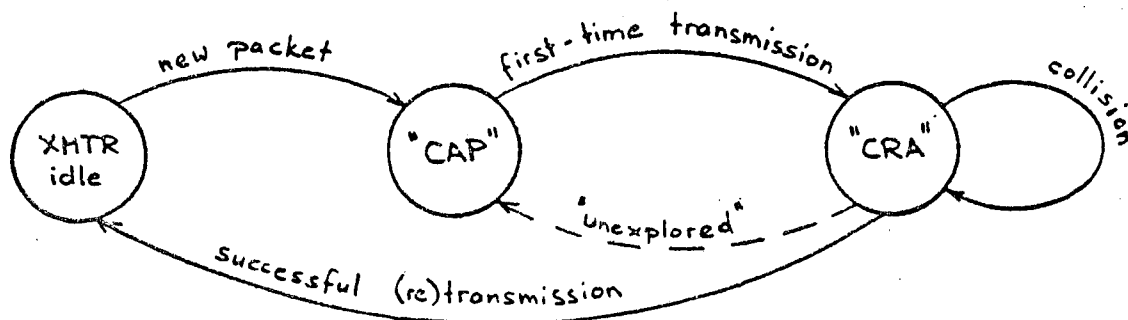 new packet
first-time transmission
collision
XMTR
idle
"CAP"
"CRA"
"unexplored"
successful (re)transmission